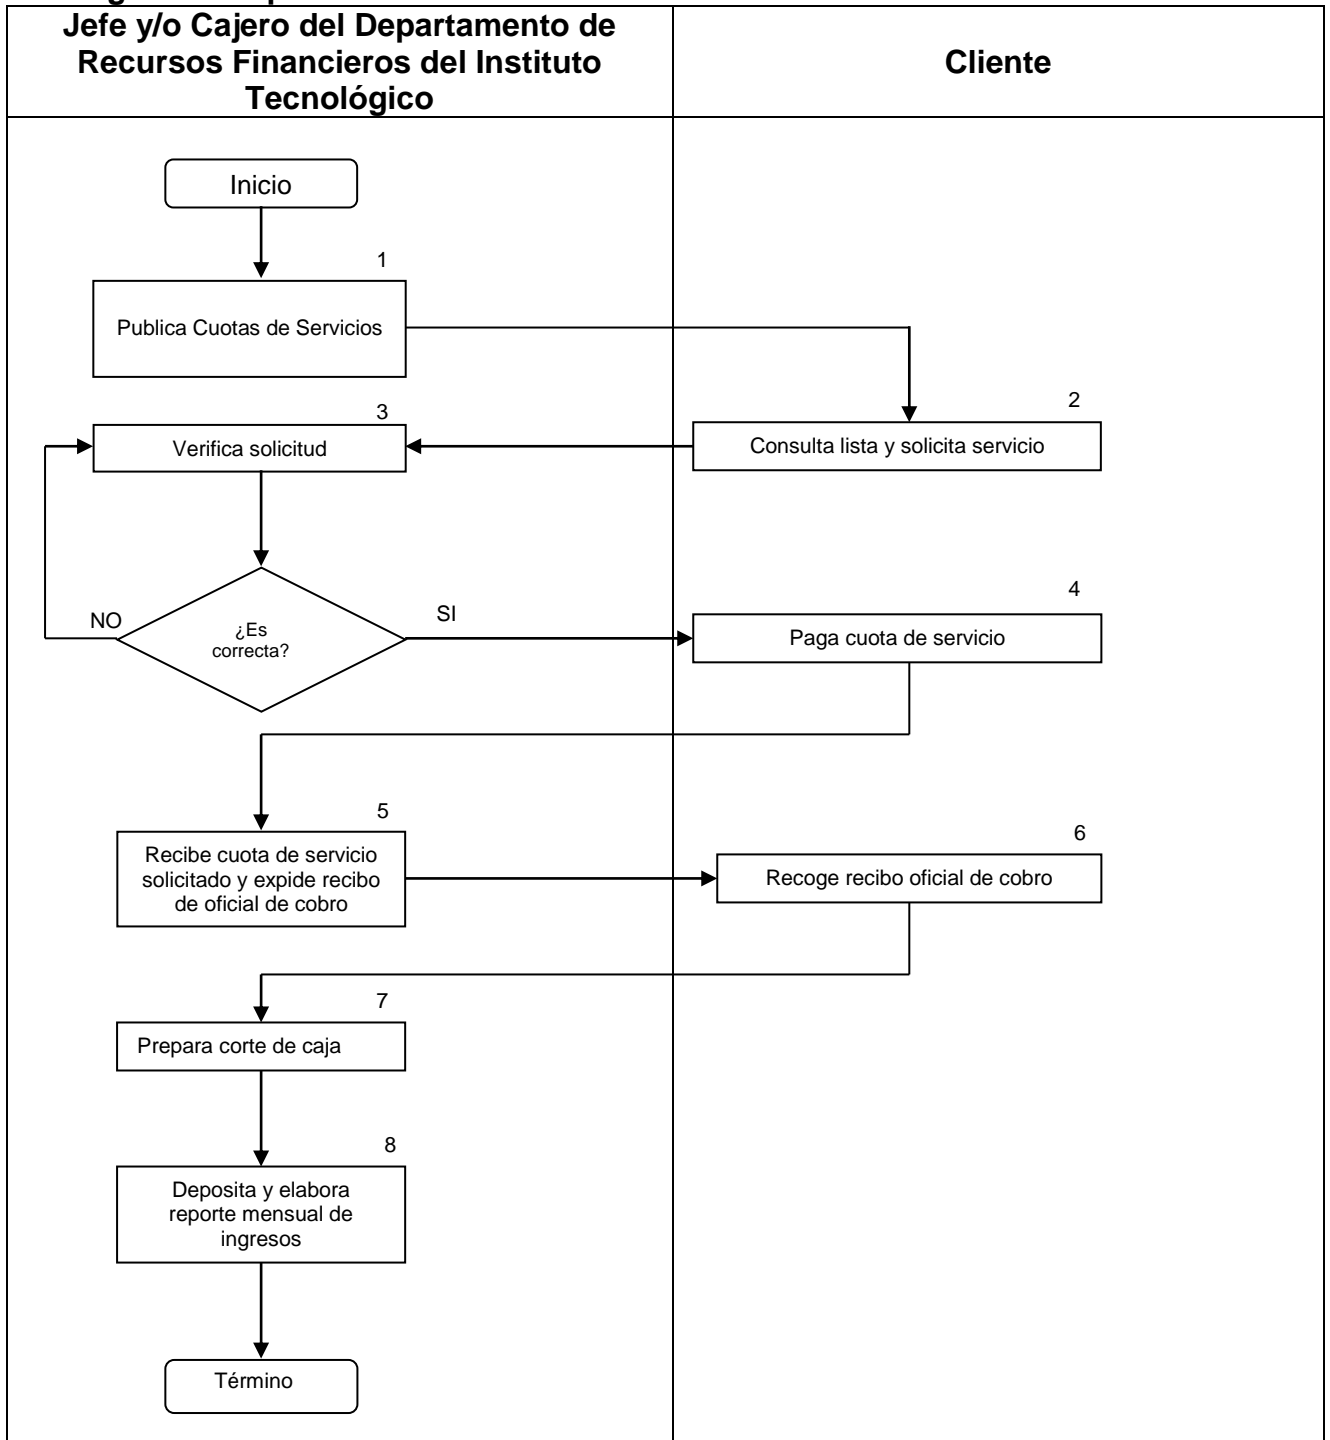 Jefe y/o Cajero del Departamento de
Recursos Financieros del Instituto
Tecnológico
Cliente
Inicio
1
Publica Cuotas de Servicios
2
Consulta lista y solicita servicio
3
Verifica solicitud
¿Es
correcta?
NO
SI
4
Paga cuota de servicio
5
Recibe cuota de servicio
solicitado y expide recibo
de oficial de cobro
6
Recoge recibo oficial de cobro
7
Prepara corte de caja
8
Deposita y elabora
reporte mensual de
ingresos
Término